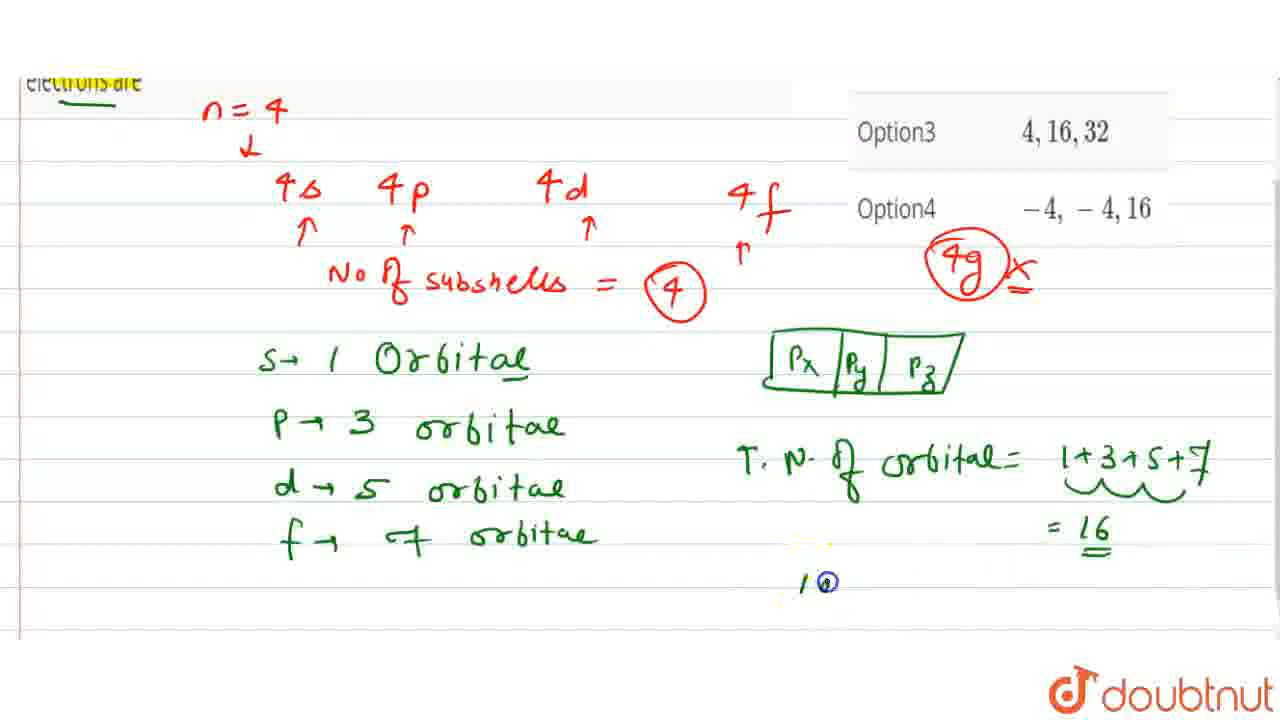 electrons are
n = 4
Option3 4, 16, 32
4s 4p 4d 4f
Option4 −4, −4, 16
4g x
No of subshells = 4
s→ 1 Orbital
Px Py Pz
p → 3 orbital
T. N. of orbital = 1+3+5+7
d → 5 orbital
= 16
f → 7 orbital
doubtnut